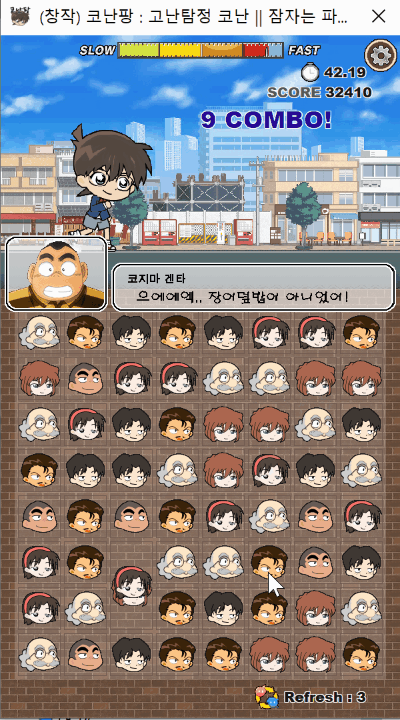 (창작) 코난팡 : 고난탐정 코난 || 잠자는 파...
SLOW FAST
42.19
SCORE 32410
9 COMBO!
코지마 겐타
으에에엑,, 장어덮밥이 아니었어!
Refresh : 3